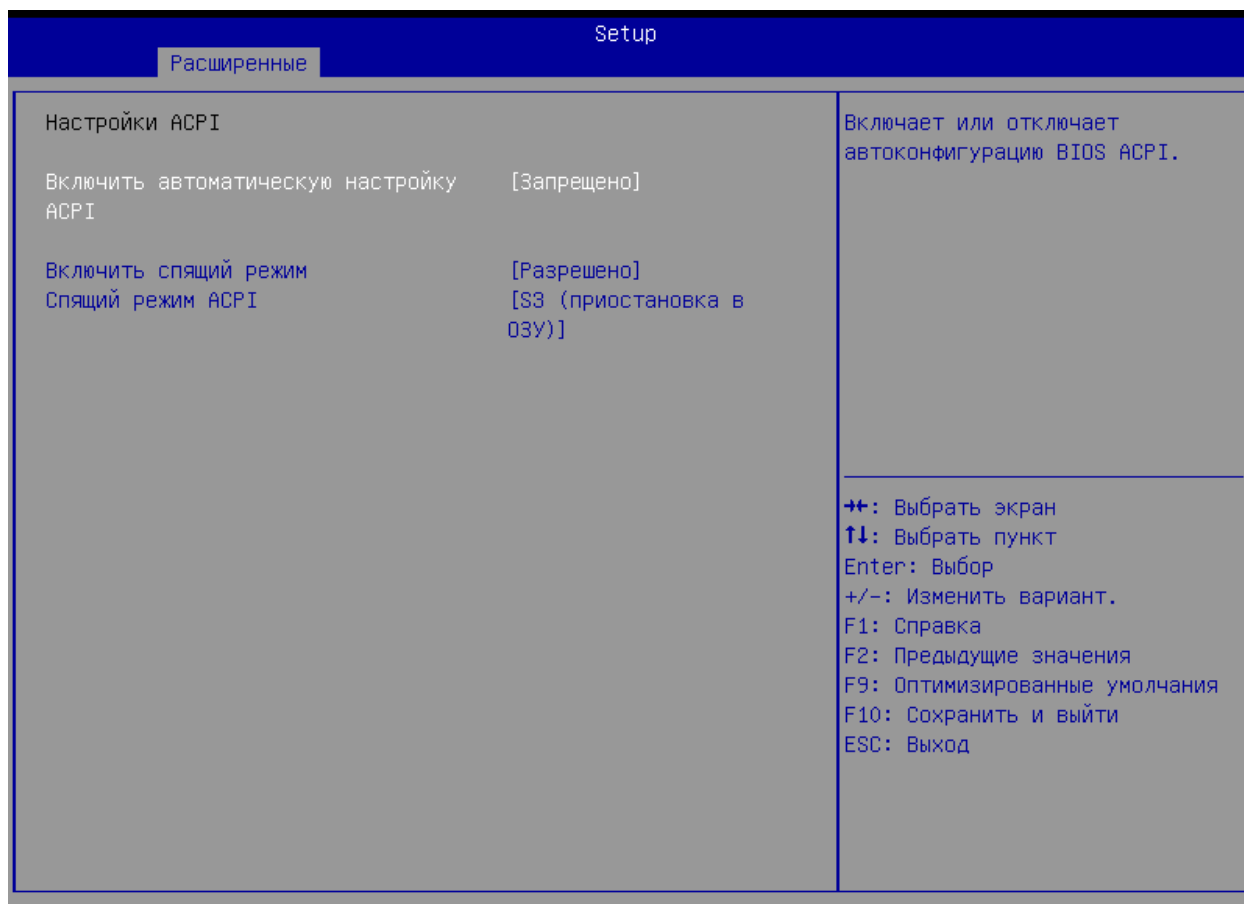 Setup
Расширенные
Настройки ACPI
Включить автоматическую настройку [Запрещено]
ACPI
Включить спящий режим [Разрешено]
Спящий режим ACPI [S3 (приостановка в
ОЗУ)]
Включает или отключает
автоконфигурацию BIOS ACPI.
→←: Выбрать экран
↑↓: Выбрать пункт
Enter: Выбор
+/-: Изменить вариант.
F1: Справка
F2: Предыдущие значения
F9: Оптимизированные умолчания
F10: Сохранить и выйти
ESC: Выход